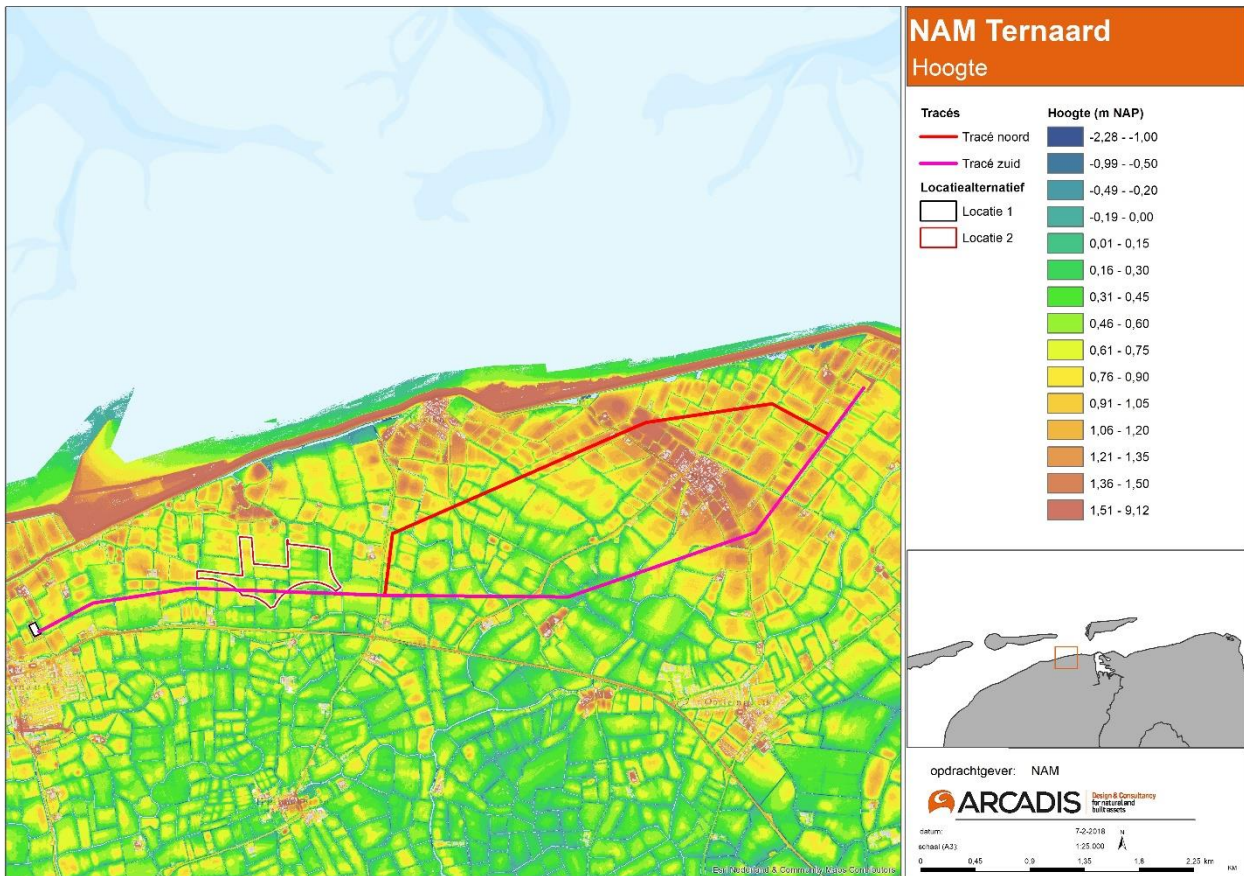 NAM Ternaard
Hoogte
Tracés
Tracé noord
Tracé zuid
Locatiealternatief
Locatie 1
Locatie 2
Hoogte (m NAP)
-2,28 - -1,00
-0,99 - -0,50
-0,49 - -0,20
-0,19 - 0,00
0,01 - 0,15
0,16 - 0,30
0,31 - 0,45
0,46 - 0,60
0,61 - 0,75
0,76 - 0,90
0,91 - 1,05
1,06 - 1,20
1,21 - 1,35
1,36 - 1,50
1,51 - 9,12
opdrachtgever: NAM
ARCADIS
Design & Consultancy
for natural and
built assets
datum: 7-2-2018
schaal (A3): 1:25.000
N
0 0,45 0,9 1,35 1,8 2,25 km
KM
Esri Nederland & Community Maps Contributors